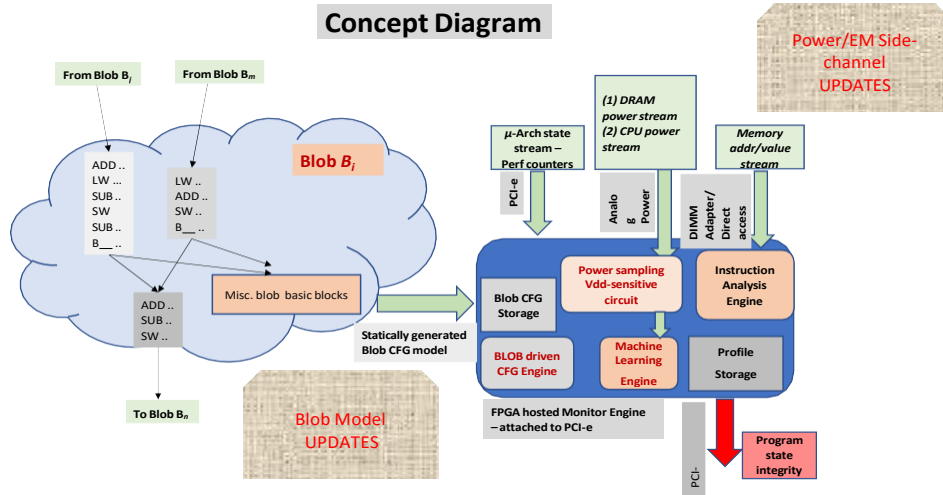 Concept Diagram
Power/EM Side-
channel
UPDATES
From Blob Bj
From Blob Bm
(1) DRAM
power stream
(2) CPU power
stream
μ-Arch state
stream –
Perf counters
Memory
addr/value
stream
Blob Bi
ADD ..
LW ...
SUB ..
SW
SUB ..
B__ ..
LW ..
ADD ..
SW ..
B__ ..
PCI-e
Analo
g
Power
DIMM
Adapter/
Direct
access
Misc. blob basic blocks
ADD ..
SUB ..
SW ..
Blob CFG
Storage
Power sampling
Vdd-sensitive
circuit
Instruction
Analysis
Engine
Statically generated
Blob CFG model
BLOB driven
CFG Engine
Machine
Learning
Engine
Profile
Storage
To Blob Bn
Blob Model
UPDATES
FPGA hosted Monitor Engine
– attached to PCI-e
PCI-
Program
state
integrity